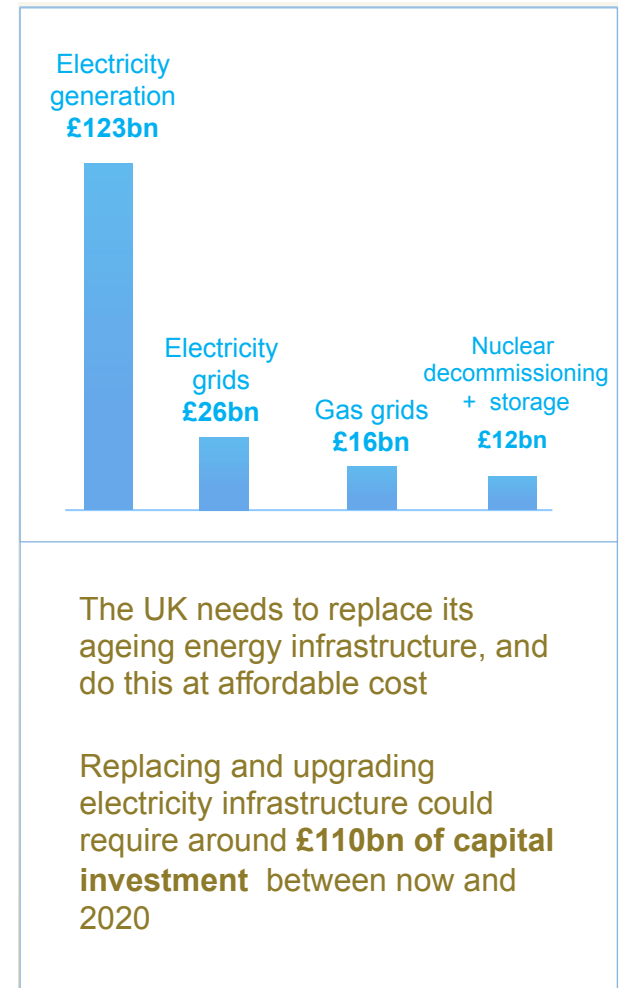 Electricity
generation
£123bn
Electricity
grids
£26bn
Gas grids
£16bn
Nuclear
decommissioning
+ storage
£12bn
The UK needs to replace its
ageing energy infrastructure, and
do this at affordable cost
Replacing and upgrading
electricity infrastructure could
require around £110bn of capital
investment between now and
2020